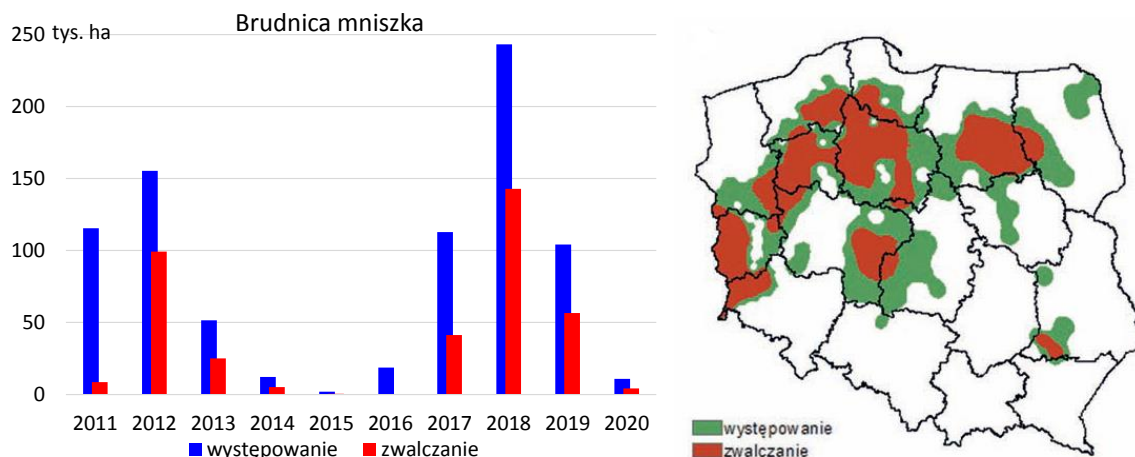 Brudnica mniszka
250 tys. ha
200
150
100
50
0
2011 2012 2013 2014 2015 2016 2017 2018 2019 2020
występowanie zwalczanie
występowanie
zwalczanie